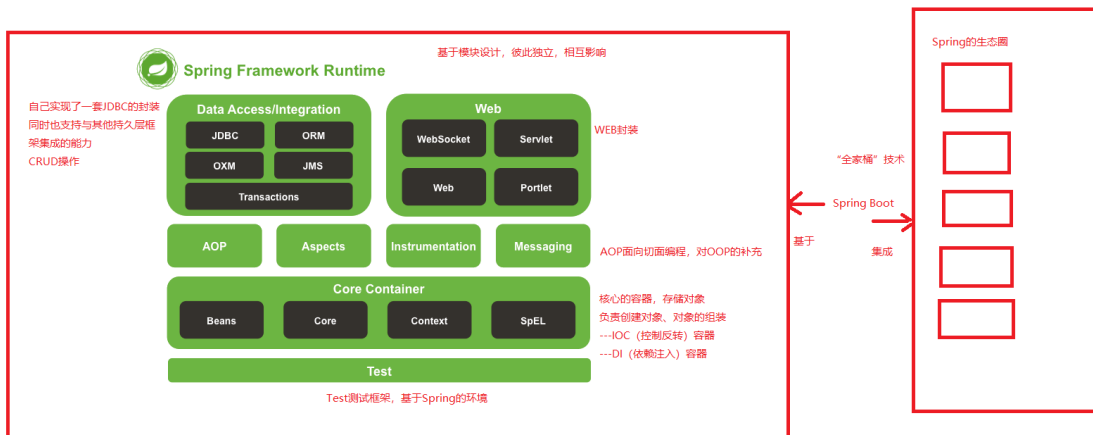 基于模块设计，彼此独立，相互影响
Spring Framework Runtime
自己实现了一套JDBC的封装
同时也支持与其他持久层框
架集成的能力
CRUD操作
Data Access/Integration
JDBC
ORM
OXM
JMS
Transactions
Web
WebSocket
Servlet
Web
Portlet
WEB封装
AOP
Aspects
Instrumentation
Messaging
AOP面向切面编程，对OOP的补充
Core Container
Beans
Core
Context
SpEL
核心的容器，存储对象
负责创建对象、对象的组装
---IOC（控制反转）容器
---DI（依赖注入）容器
Test
Test测试框架，基于Spring的环境
“全家桶”技术
Spring Boot
基于
集成
Spring的生态圈